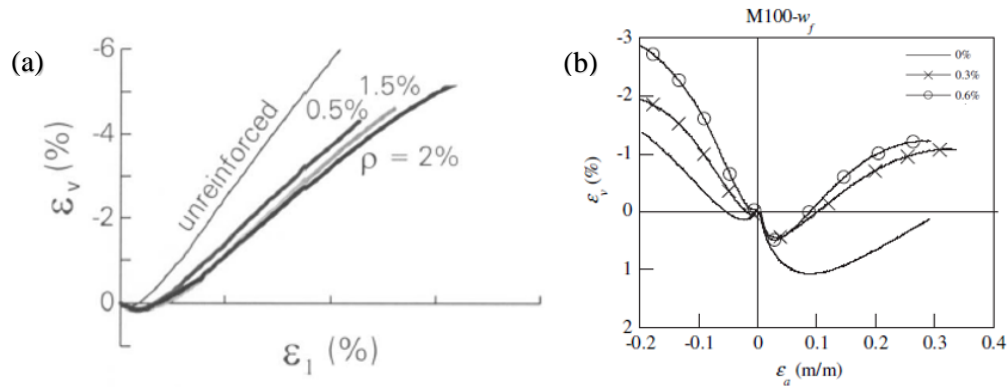 (a)
-6
-4
-2
0
εv (%)
unreinforced
0.5%
1.5%
ρ = 2%
ε1 (%)
(b)
M100-wf
-3
-2
-1
0
1
2
εv (%)
0%
0.3%
0.6%
-0.2
-0.1
0
0.1
0.2
0.3
0.4
εa (m/m)